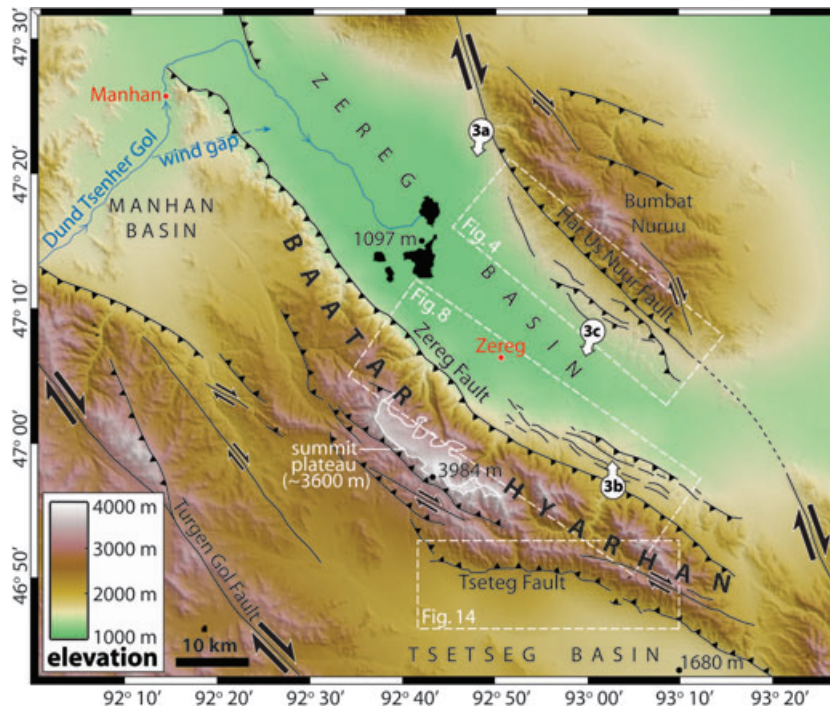 47° 30'
47° 20'
47° 10'
47° 00'
46° 50'
Manhan
Dund Tsenher Gol
wind gap
MANHAN
BASIN
ZEREG
BASIN
1097 m
3a
Bumbat
Nuruu
Har Us Nuur Fault
Fig. 4
3c
Fig. 8
Zereg Fault
Zereg
BAATAR
HYARHAN
summit
plateau
(~3600 m)
3984 m
3b
Turgen Gol Fault
Tseteg Fault
Fig. 14
TSETSEG BASIN
1680 m
4000 m
3000 m
2000 m
1000 m
elevation
10 km
92° 10' 92° 20' 92° 30' 92° 40' 92° 50' 93° 00' 93° 10' 93° 20'